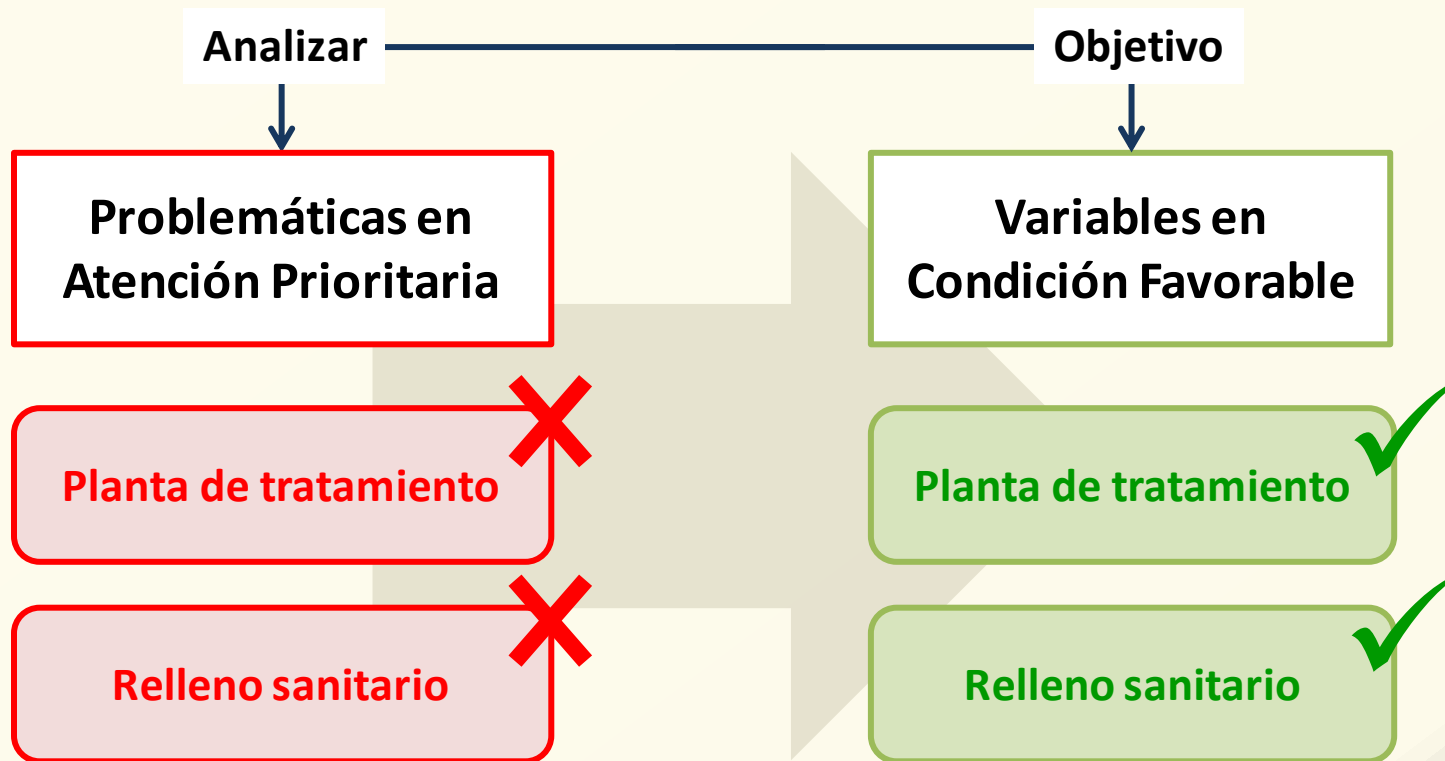 Analizar
Objetivo
Problemáticas en
Atención Prioritaria
Variables en
Condición Favorable
Planta de tratamiento
Planta de tratamiento
Relleno sanitario
Relleno sanitario